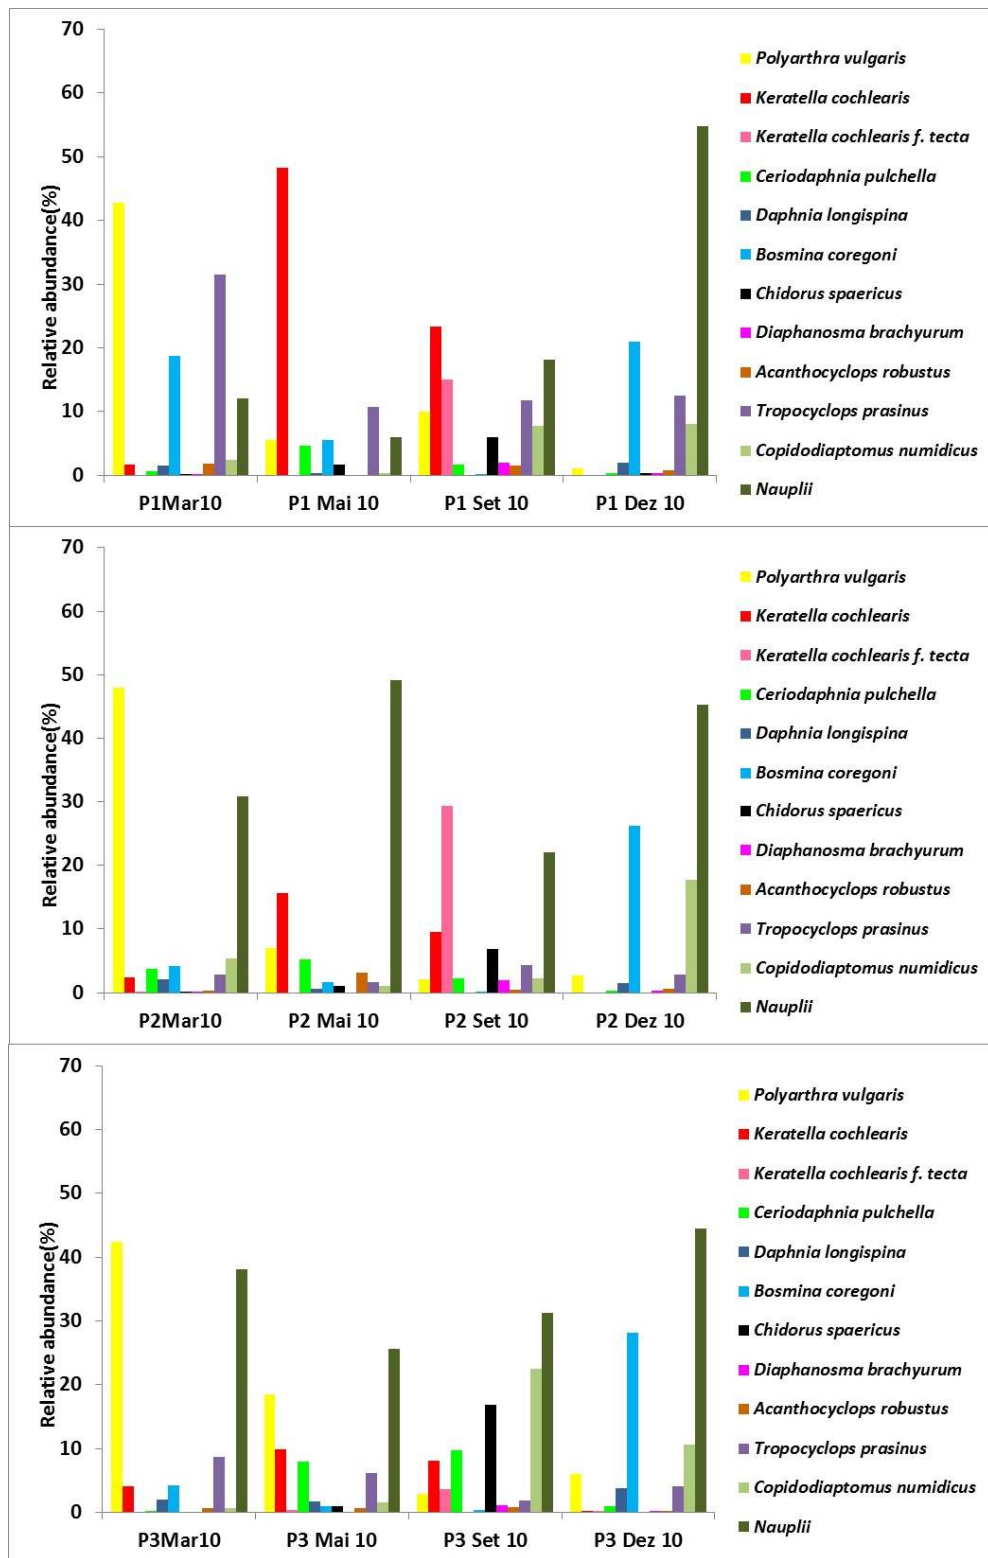 Relative abundance(%)
70
60
50
40
30
20
10
0
P1Mar10
P1 Mai 10
P1 Set 10
P1 Dez 10
Polyarthra vulgaris
Keratella cochlearis
Keratella cochlearis f. tecta
Ceriodaphnia pulchella
Daphnia longispina
Bosmina coregoni
Chidorus spaericus
Diaphanosma brachyurum
Acanthocyclops robustus
Tropocyclops prasinus
Copidodiaptomus numidicus
Nauplii
Relative abundance(%)
70
60
50
40
30
20
10
0
P2Mar10
P2 Mai 10
P2 Set 10
P2 Dez 10
Polyarthra vulgaris
Keratella cochlearis
Keratella cochlearis f. tecta
Ceriodaphnia pulchella
Daphnia longispina
Bosmina coregoni
Chidorus spaericus
Diaphanosma brachyurum
Acanthocyclops robustus
Tropocyclops prasinus
Copidodiaptomus numidicus
Nauplii
Relative abundance(%)
70
60
50
40
30
20
10
0
P3Mar10
P3 Mai 10
P3 Set 10
P3 Dez 10
Polyarthra vulgaris
Keratella cochlearis
Keratella cochlearis f. tecta
Ceriodaphnia pulchella
Daphnia longispina
Bosmina coregoni
Chidorus spaericus
Diaphanosma brachyurum
Acanthocyclops robustus
Tropocyclops prasinus
Copidodiaptomus numidicus
Nauplii